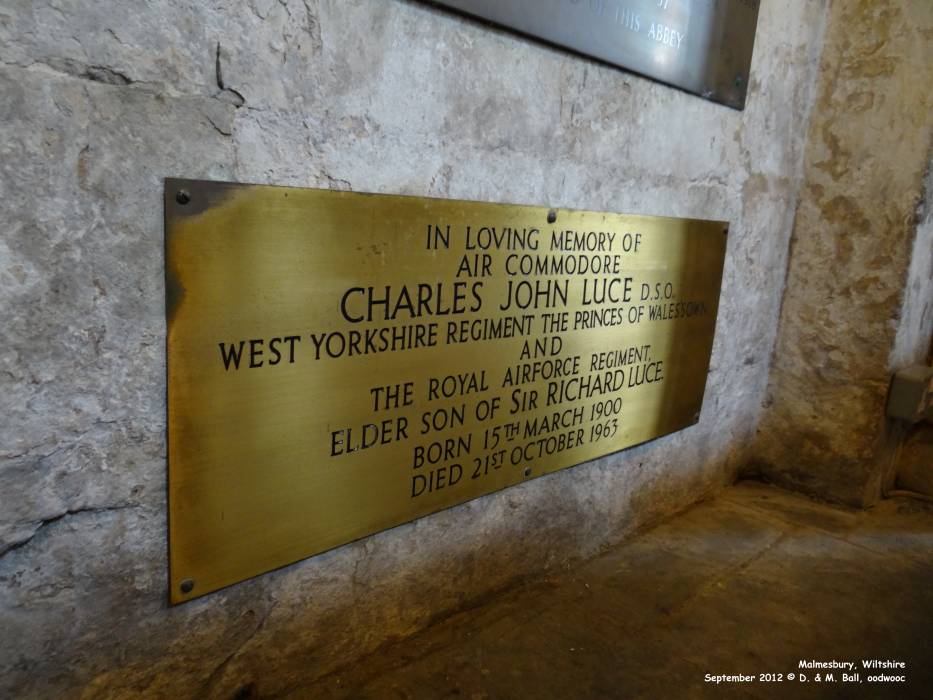 OF THIS ABBEY
IN LOVING MEMORY OF
AIR COMMODORE
CHARLES JOHN LUCE D.S.O.
WEST YORKSHIRE REGIMENT THE PRINCES OF WALES'S OWN
AND
THE ROYAL AIRFORCE REGIMENT,
ELDER SON OF SIR RICHARD LUCE.
BORN 15TH MARCH 1900
DIED 21ST OCTOBER 1963
Malmesbury, Wiltshire
September 2012 © D. & M. Ball, oodwooc